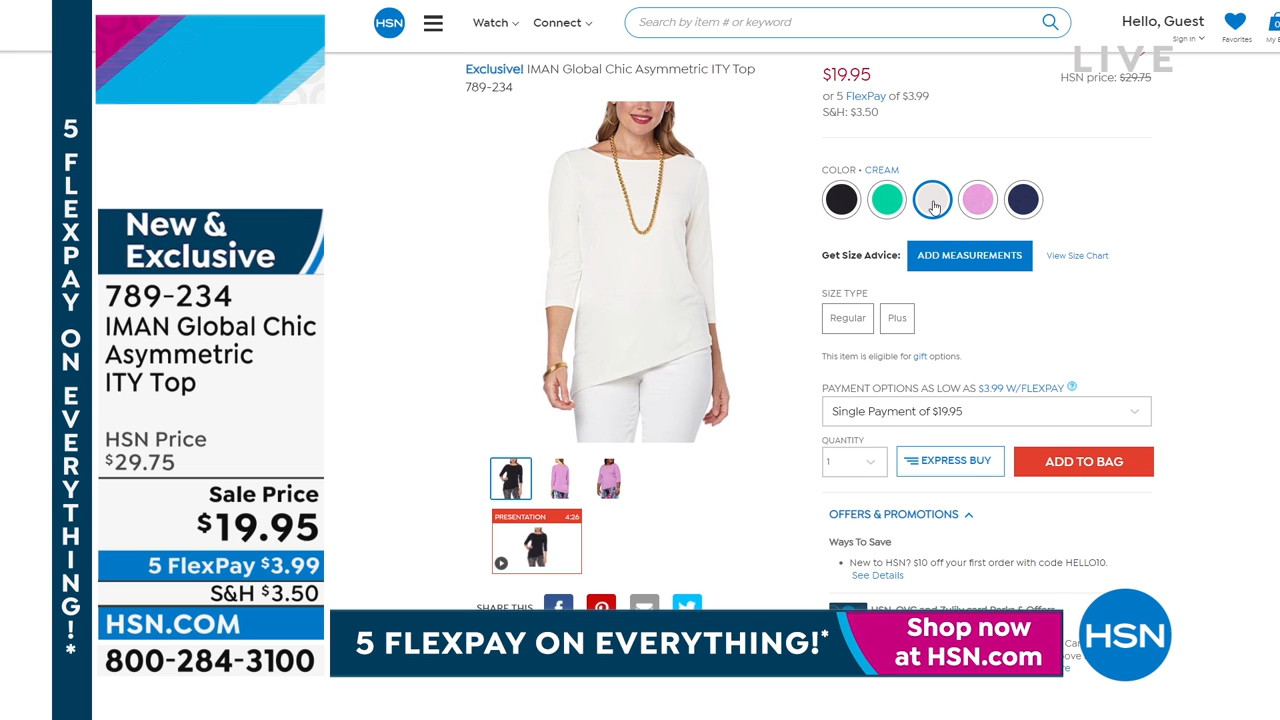 5 FLEXPAY ON EVERYTHING!*
New &
Exclusive
789-234
IMAN Global Chic
Asymmetric
ITY Top
HSN Price
$29.75
Sale Price
$19.95
5 FlexPay $3.99
S&H $3.50
HSN.COM
800-284-3100
HSN
Watch
Connect
Search by item # or keyword
Hello, Guest
Sign In
Favorites
LIVE
Exclusive! IMAN Global Chic Asymmetric ITY Top
789-234
$19.95
HSN price: $29.75
or 5 FlexPay of $3.99
S&H: $3.50
COLOR • CREAM
Get Size Advice:
ADD MEASUREMENTS
View Size Chart
SIZE TYPE
Regular
Plus
This item is eligible for gift options.
PAYMENT OPTIONS AS LOW AS $3.99 W/FLEXPAY
Single Payment of $19.95
QUANTITY
1
EXPRESS BUY
ADD TO BAG
PRESENTATION 4:26
OFFERS & PROMOTIONS
Ways To Save
• New to HSN? $10 off your first order with code HELLO10.
See Details
SHARE THIS
HSN, QVC and Zulily card Perks & Offers
5 FLEXPAY ON EVERYTHING!*
Shop now
at HSN.com
HSN